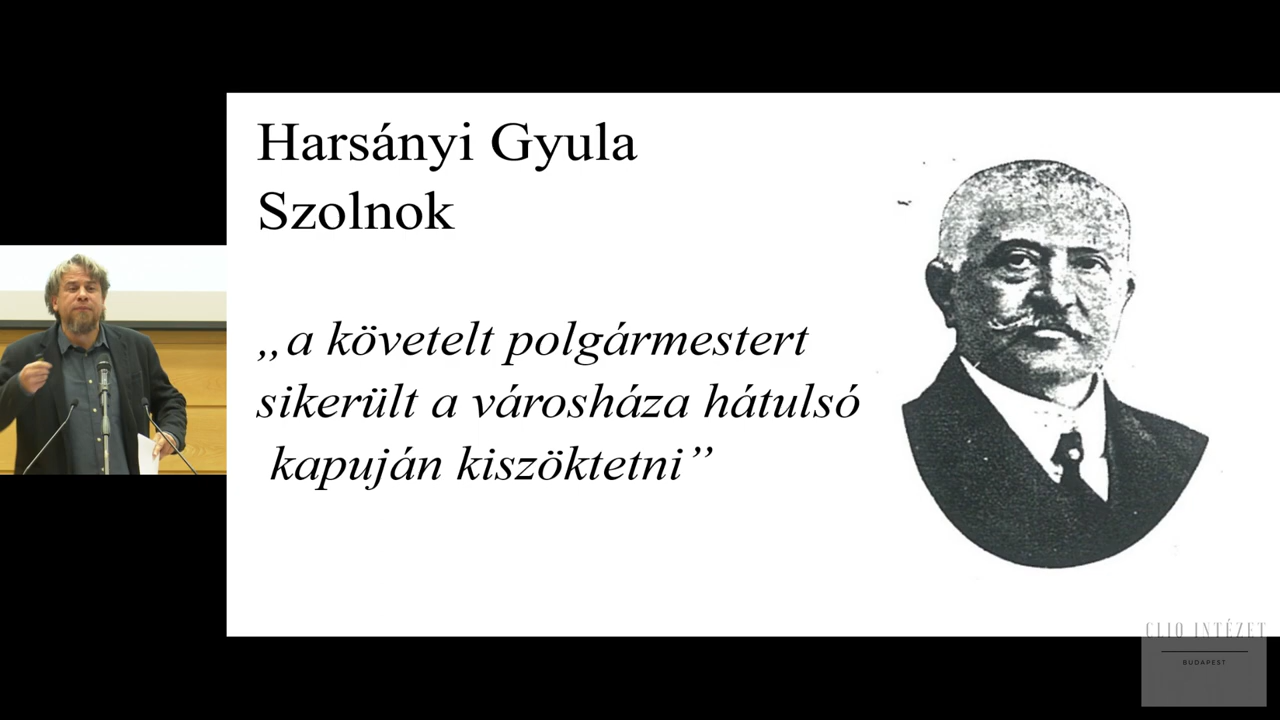 Harsányi Gyula
Szolnok
„a követelt polgármestert
sikerült a városháza hátulsó
kapuján kiszöktetni”
CLIO INTÉZET
BUDAPEST